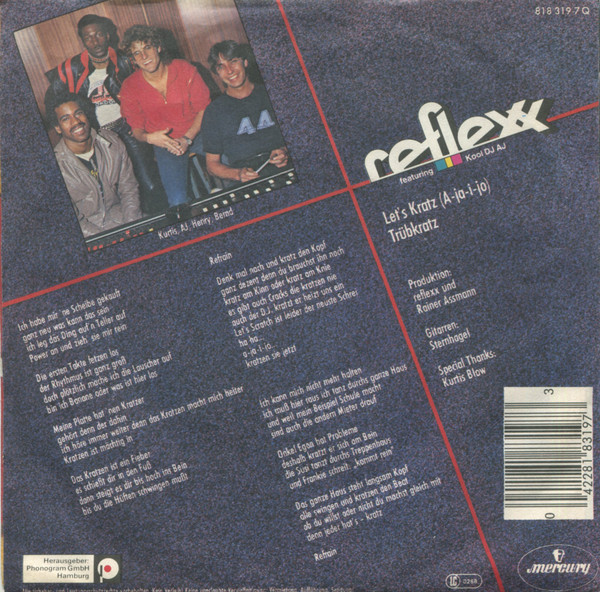 818 319 7 Q
reflexx
featuring Kool DJ AJ
Kurtis, AJ, Henry, Bernd
Let's Kratz (A-ja-i-jo)
Trübkratz
Produktion:
reflexx und
Rainer Assmann
Gitarren:
Sternhagel
Special Thanks:
Kurtis Blow
Ich habe mir 'ne Scheibe gekauft
ganz neu was kann das sein
ich leg das Ding auf'n Teller auf
Power an und zieh sie mir rein
Die ersten Takte fetzen los
der Rhythmus ist ganz groß
doch plötzlich mache ich die Lauscher auf
bin ich Banane oder was ist hier los
Meine Platte hat 'nen Kratzer
gehört denn der dahin
ich höre immer weiter denn das Kratzen macht mich heiter
Kratzen ist mächtig in
Das Kratzen ist ein Fieber
es schießt dir in den Fuß
dann steigt es dir bis hoch ins Bein
bis du die Hüften schwingen mußt
Refrain
Denk mal nach und kratz den Kopf
ganz dezent denn du brauchst ihn noch
kratz am Kinn oder kratz am Knie
es gibt auch Cracks die kratzen nie
auch der D.J. kratzt er heizt uns ein
Let's Scratch ist leider der neuste Schrei
ha ha...
a-ia-i-jo...
kratzen sie jetzt
Ich kann mich nicht mehr halten
ich muß hier raus ich tanz durchs ganze Haus
und weil mein Beispiel Schule macht
sind auch die andern Mieter drauf
Onkel Egon hat Probleme
deshalb kratzt er sich am Bein
die Susi tanzt durchs Treppenhaus
und Frankie schreit „komms rein"
Das ganze Haus steht langsam Kopf
alle swingen und kratzen den Beat
ob du willst oder nicht du machst gleich mit
denn jeder hat's - kratz
Refrain
Herausgeber:
Phonogram GmbH
Hamburg
LC 0268
mercury
0 42281 83197 3